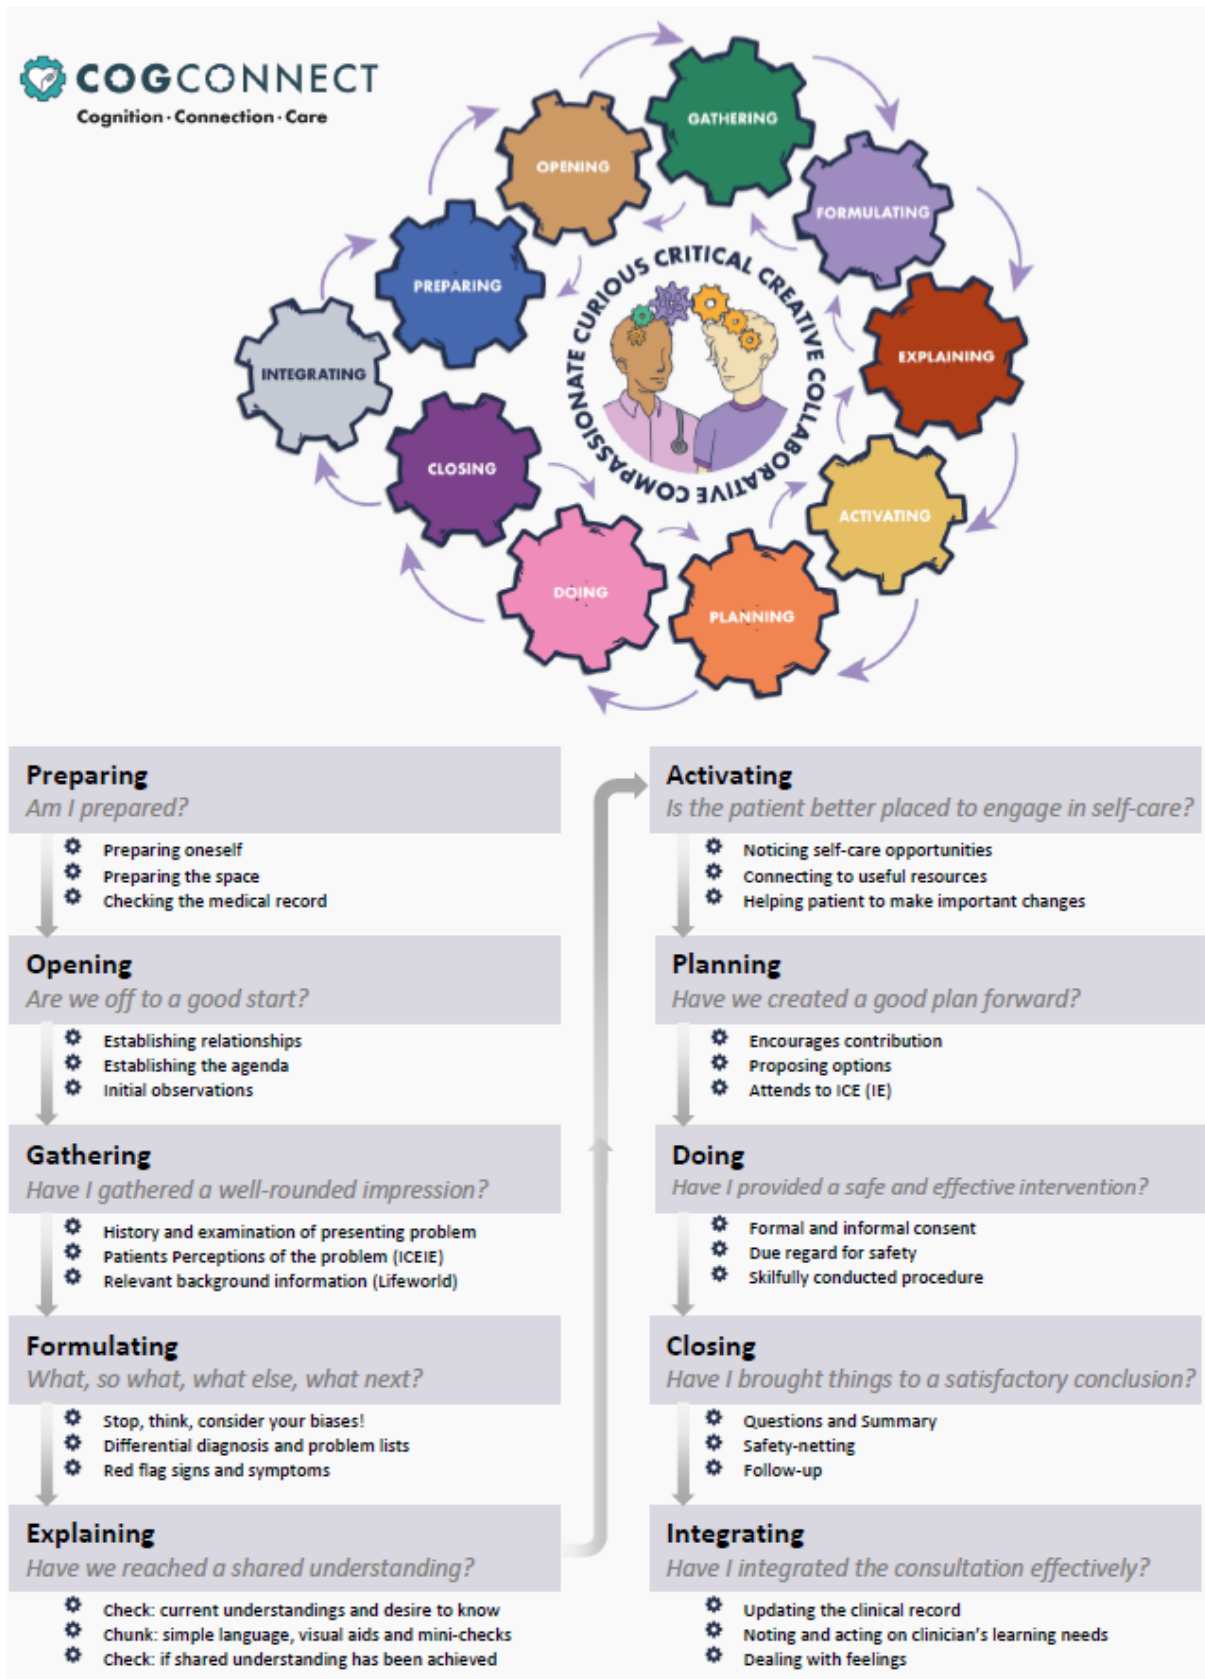 COGCONNECT
Cognition · Connection · Care
GATHERING
OPENING
FORMULATING
PREPARING
EXPLAINING
INTEGRATING
CLOSING
ACTIVATING
DOING
PLANNING
COMPASSIONATE CURIOUS CRITICAL CREATIVE COLLABORATIVE
Preparing
Am I prepared?
Preparing oneself
Preparing the space
Checking the medical record
Opening
Are we off to a good start?
Establishing relationships
Establishing the agenda
Initial observations
Gathering
Have I gathered a well-rounded impression?
History and examination of presenting problem
Patients Perceptions of the problem (ICEIE)
Relevant background information (Lifeworld)
Formulating
What, so what, what else, what next?
Stop, think, consider your biases!
Differential diagnosis and problem lists
Red flag signs and symptoms
Explaining
Have we reached a shared understanding?
Check: current understandings and desire to know
Chunk: simple language, visual aids and mini-checks
Check: if shared understanding has been achieved
Activating
Is the patient better placed to engage in self-care?
Noticing self-care opportunities
Connecting to useful resources
Helping patient to make important changes
Planning
Have we created a good plan forward?
Encourages contribution
Proposing options
Attends to ICE (IE)
Doing
Have I provided a safe and effective intervention?
Formal and informal consent
Due regard for safety
Skilfully conducted procedure
Closing
Have I brought things to a satisfactory conclusion?
Questions and Summary
Safety-netting
Follow-up
Integrating
Have I integrated the consultation effectively?
Updating the clinical record
Noting and acting on clinician's learning needs
Dealing with feelings